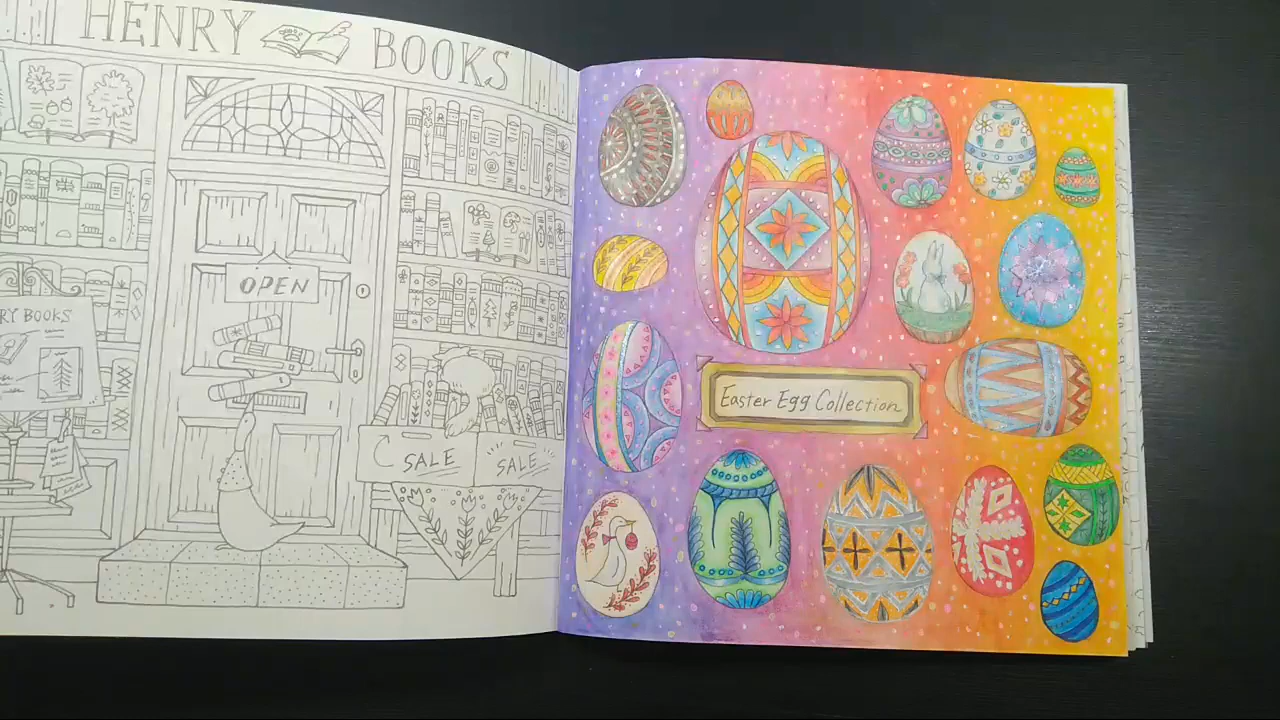 HENRY BOOKS
OPEN
RY BOOKS
SALE
SALE
Easter Egg Collection